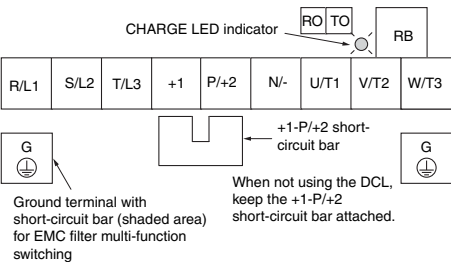 RO TO
CHARGE LED indicator
RB
R/L1 S/L2 T/L3 +1 P/+2 N/- U/T1 V/T2 W/T3
+1-P/+2 short-
circuit bar
G
G
When not using the DCL,
keep the +1-P/+2
short-circuit bar attached.
Ground terminal with
short-circuit bar (shaded area)
for EMC filter multi-function
switching